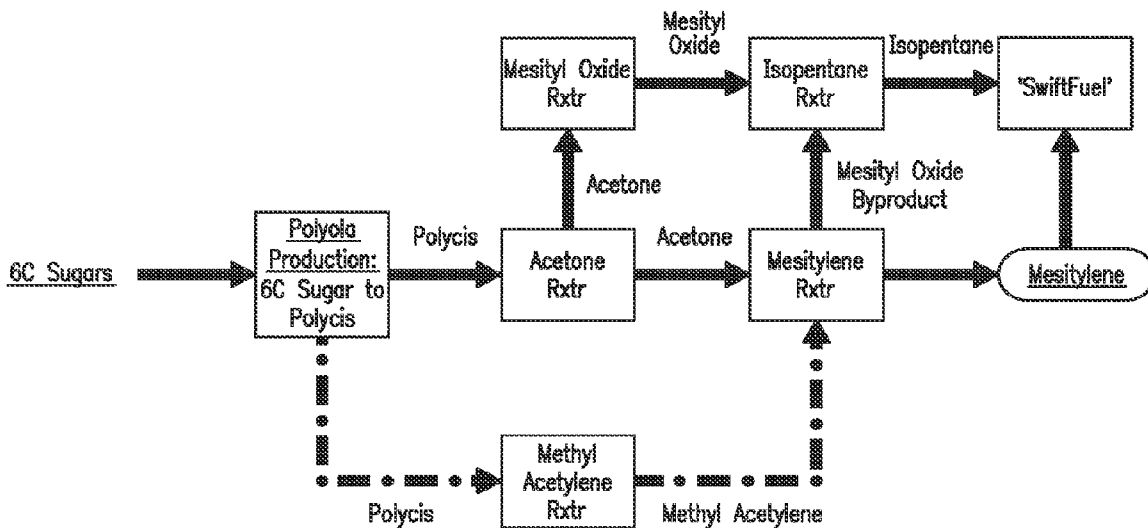 Mesityl
Oxide
Isopentane
Mesityl Oxide
Rxtr
Isopentane
Rxtr
'SwiftFuel'
Acetone
Mesityl Oxide
Byproduct
6C Sugars
Polyola
Production:
6C Sugar to
Polycis
Polycis
Acetone
Rxtr
Acetone
Mesitylene
Rxtr
Mesitylene
Polycis
Methyl
Acetylene
Rxtr
Methyl Acetylene